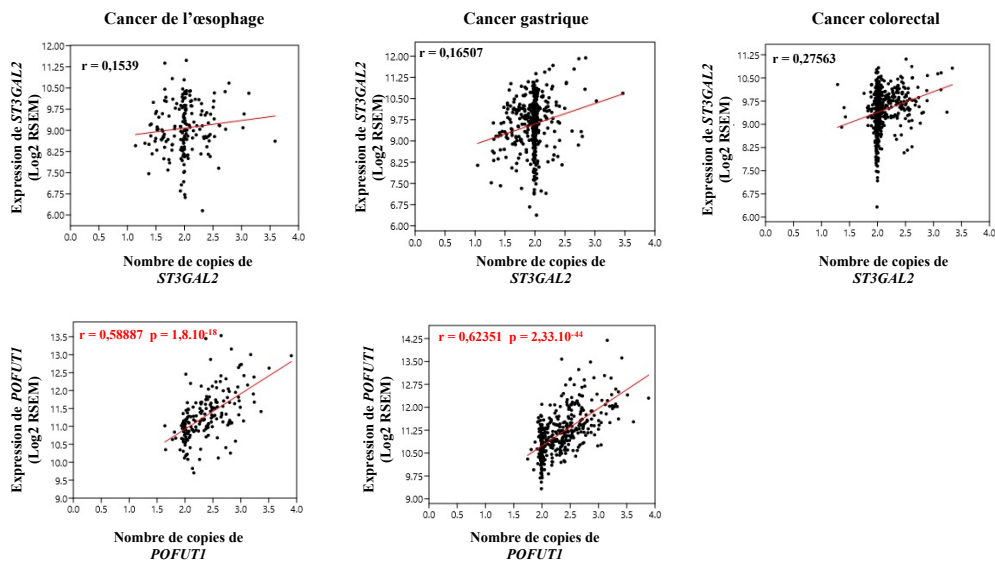 Cancer de l’œsophage
Cancer gastrique
Cancer colorectal
Expression de ST3GAL2
(Log2 RSEM)
12.00
11.25
10.50
9.75
9.00
8.25
7.50
6.75
6.00
r = 0,1539
0.0 0.5 1.0 1.5 2.0 2.5 3.0 3.5 4.0
Nombre de copies de
ST3GAL2
Expression de ST3GAL2
(Log2 RSEM)
12.00
11.25
10.50
9.75
9.00
8.25
7.50
6.75
6.00
r = 0,16507
0.0 0.5 1.0 1.5 2.0 2.5 3.0 3.5 4.0
Nombre de copies de
ST3GAL2
Expression de ST3GAL2
(Log2 RSEM)
11.25
10.50
9.75
9.00
8.25
7.50
6.75
6.00
r = 0,27563
0.0 0.5 1.0 1.5 2.0 2.5 3.0 3.5 4.0
Nombre de copies de
ST3GAL2
Expression de POFUT1
(Log2 RSEM)
13.5
13.0
12.0
11.5
11.0
10.5
10.0
9.5
9.0
r = 0,58887 p = 1,8.10⁻¹⁸
0.0 0.5 1.0 1.5 2.0 2.5 3.0 3.5 4.0
Nombre de copies de
POFUT1
Expression de POFUT1
(Log2 RSEM)
14.25
13.50
12.75
12.00
11.25
10.50
9.75
9.00
r = 0,62351 p = 2,33.10⁻⁴⁴
0.0 0.5 1.0 1.5 2.0 2.5 3.0 3.5 4.0
Nombre de copies de
POFUT1